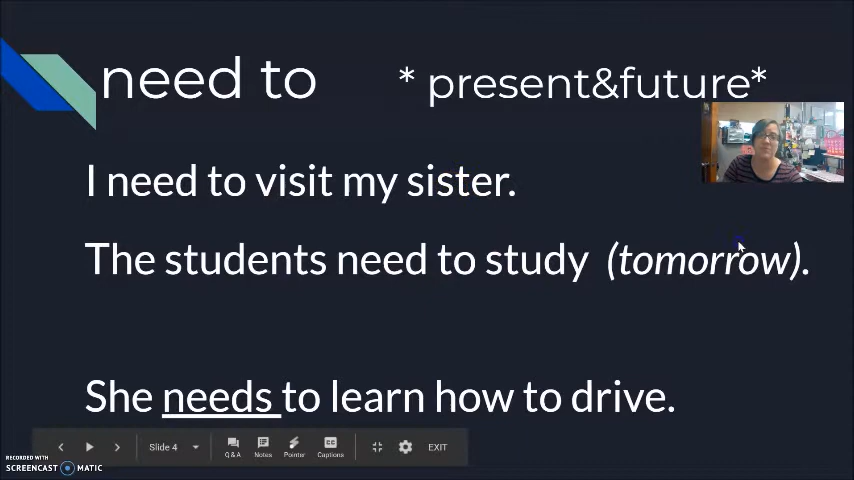 need to * present&future*
I need to visit my sister.
The students need to study (tomorrow).
She needs to learn how to drive.
Slide 4 Q&A Notes Pointer Captions EXIT
RECORDED WITH
SCREENCAST MATIC